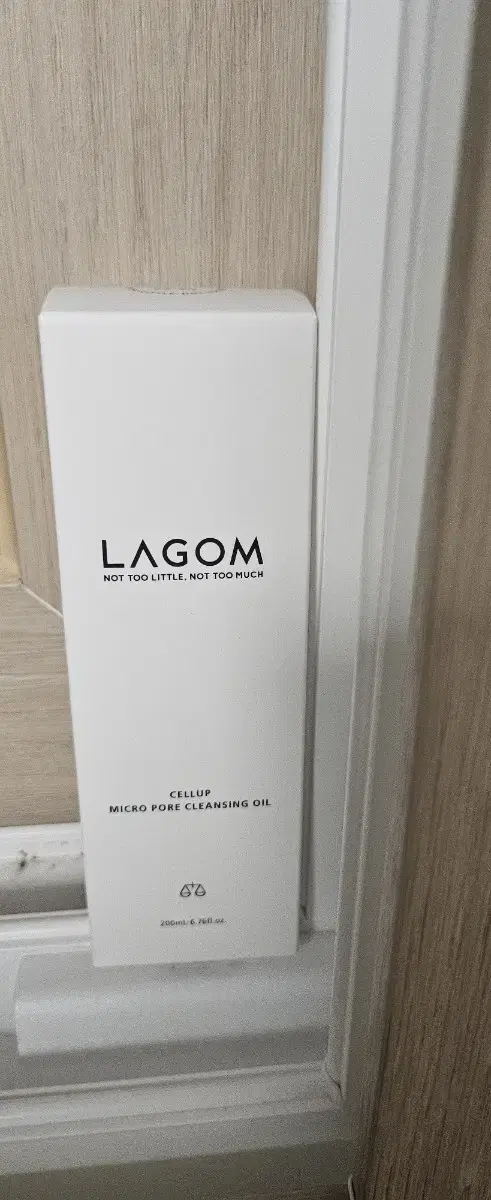 LAGOM
NOT TOO LITTLE, NOT TOO MUCH
CELLUP
MICRO PORE CLEANSING OIL
200mL 6.76fl.oz.